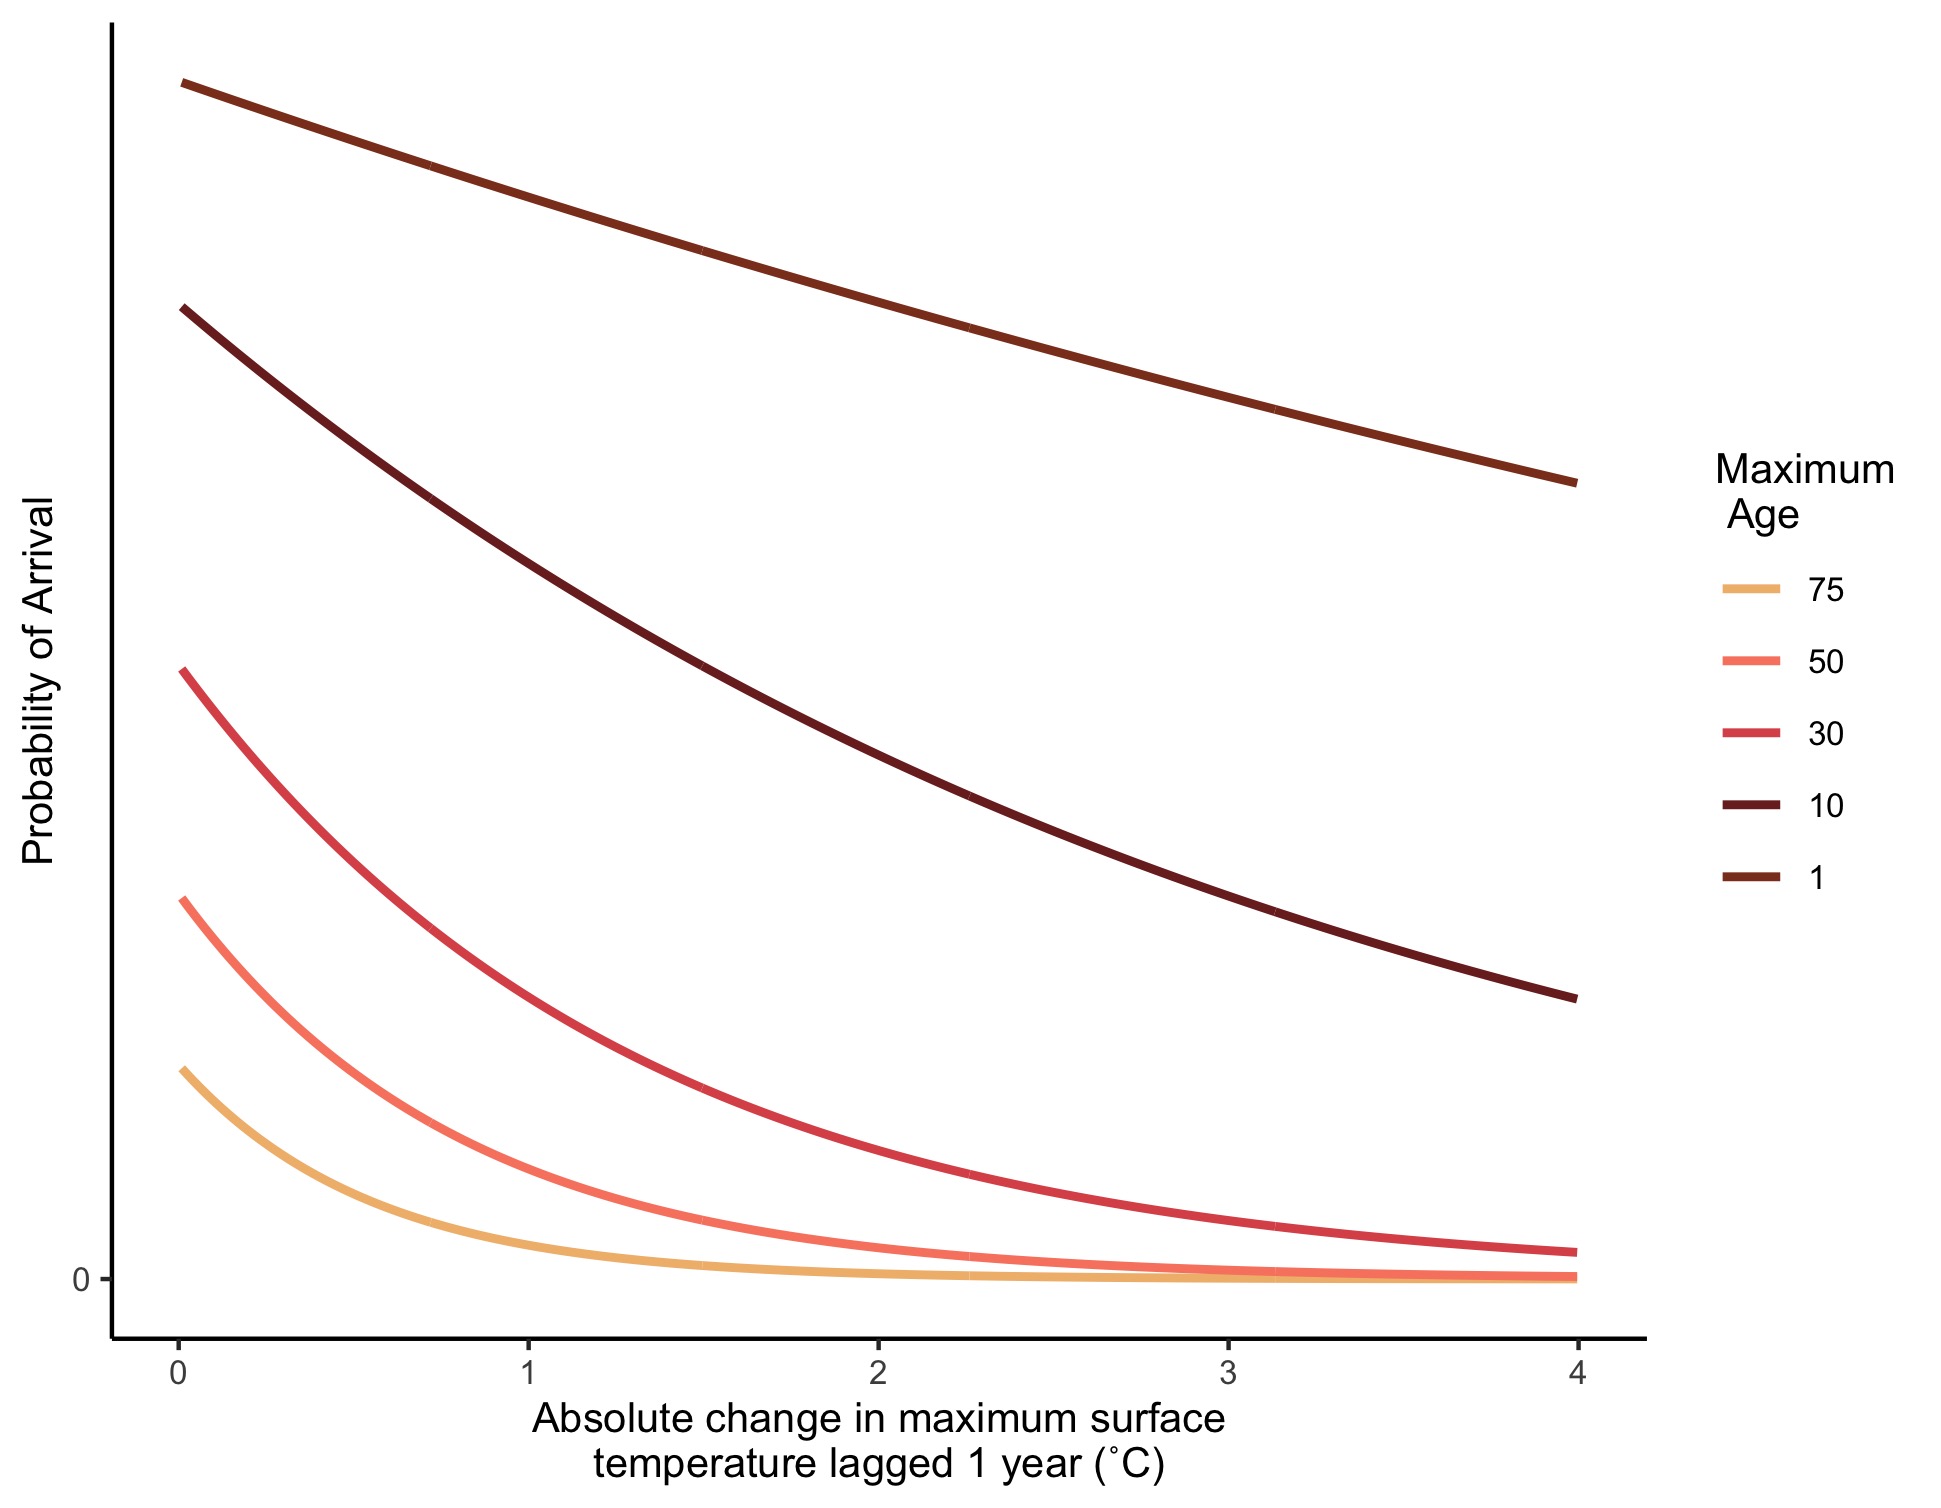 Probability of Arrival
0
0 1 2 3 4
Absolute change in maximum surface
temperature lagged 1 year (˚C)
Maximum
Age
75
50
30
10
1